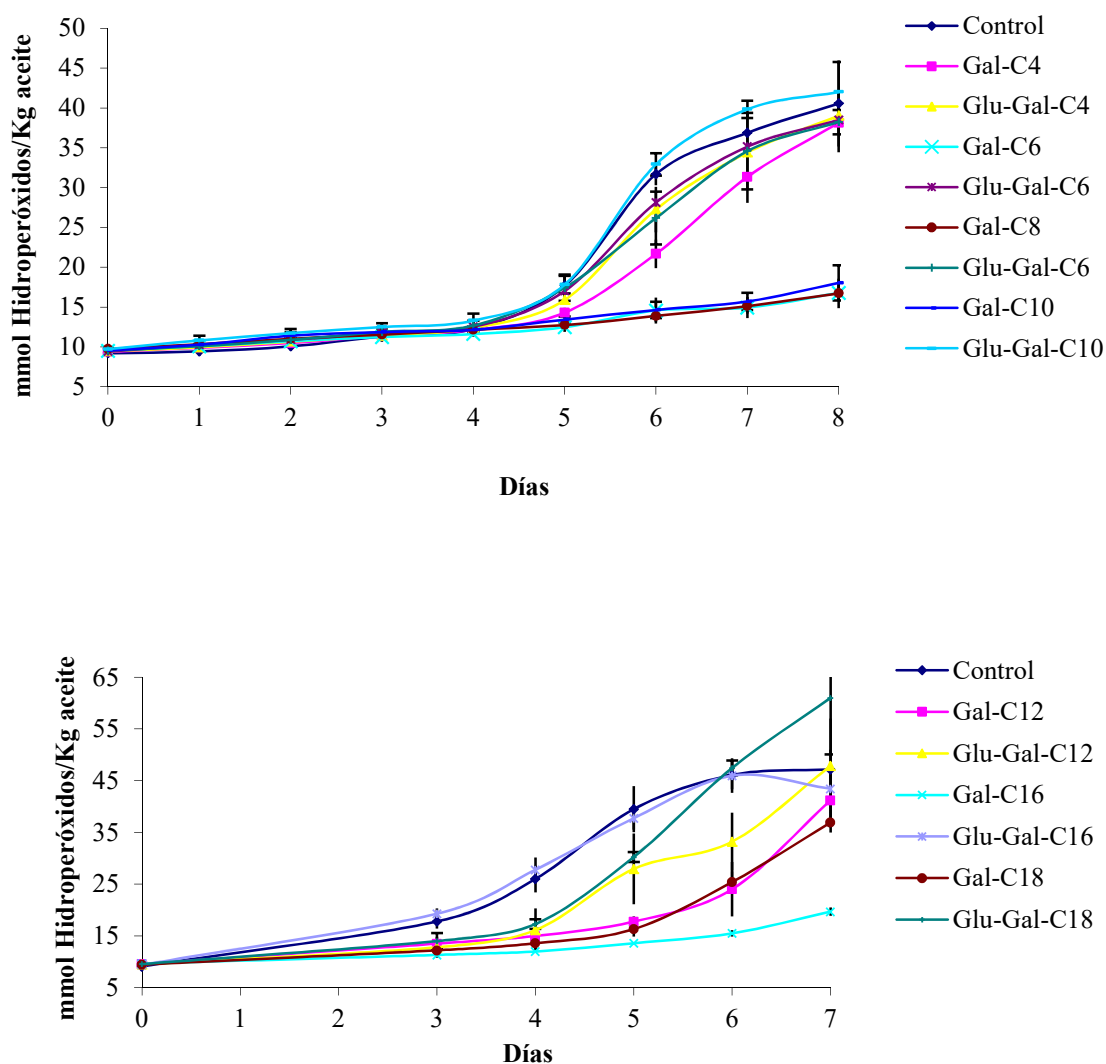 mmol Hidroperóxidos/Kg aceite
50
45
40
35
30
25
20
15
10
5
0 1 2 3 4 5 6 7 8
Días
Control
Gal-C4
Glu-Gal-C4
Gal-C6
Glu-Gal-C6
Gal-C8
Glu-Gal-C6
Gal-C10
Glu-Gal-C10
mmol Hidroperóxidos/Kg aceite
65
55
45
35
25
15
5
0 1 2 3 4 5 6 7
Días
Control
Gal-C12
Glu-Gal-C12
Gal-C16
Glu-Gal-C16
Gal-C18
Glu-Gal-C18